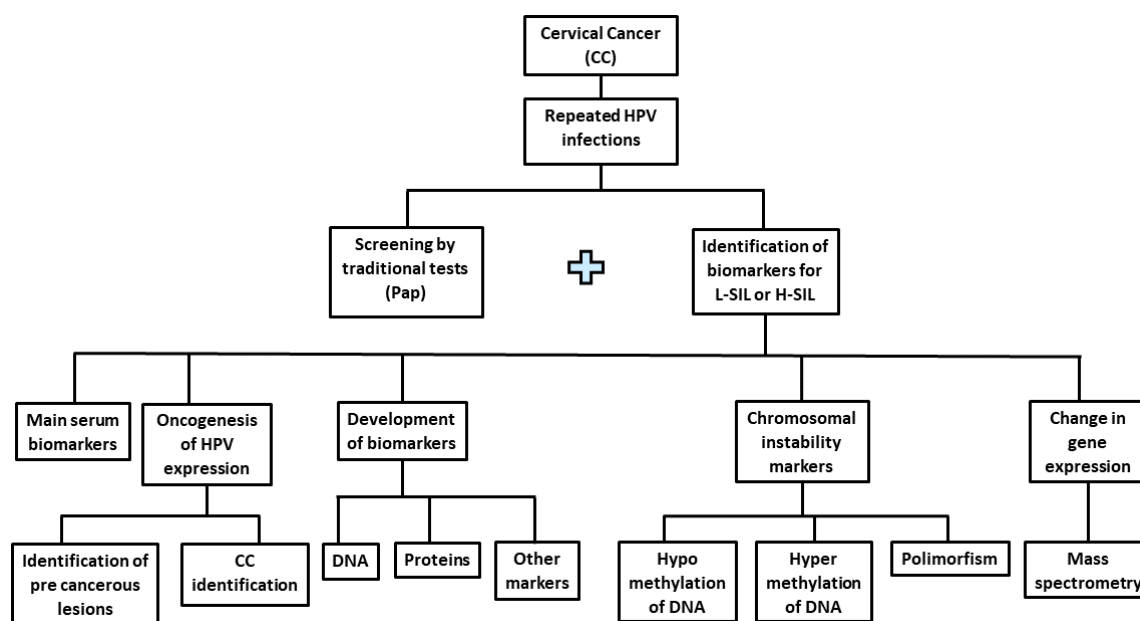 Cervical Cancer
(CC)
Repeated HPV
infections
Screening by
traditional tests
(Pap)
Identification of
biomarkers for
L-SIL or H-SIL
Main serum
biomarkers
Oncogenesis
of HPV
expression
Development
of biomarkers
Chromosomal
instability
markers
Change in
gene
expression
Identification of
pre cancerous
lesions
CC
identification
DNA
Proteins
Other
markers
Hypo
methylation
of DNA
Hyper
methylation
of DNA
Polimorfism
Mass
spectrometry